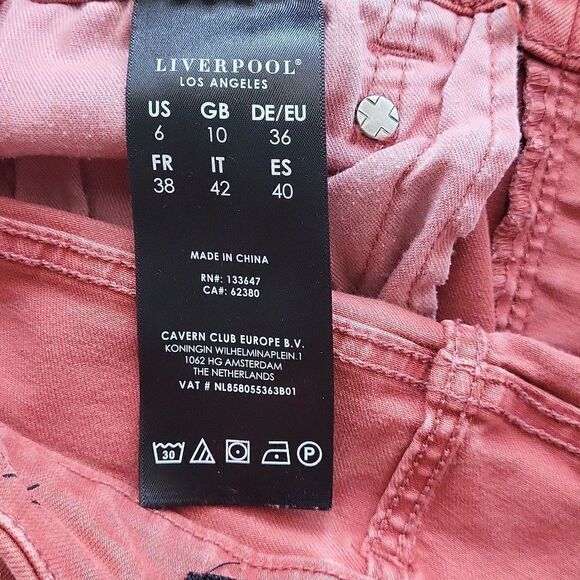 LIVERPOOL®
LOS ANGELES
US GB DE/EU
6 10 36
FR IT ES
38 42 40
MADE IN CHINA
RN#: 133647
CA#: 62380
CAVERN CLUB EUROPE B.V.
KONINGIN WILHELMINAPLEIN.1
1062 HG AMSTERDAM
THE NETHERLANDS
VAT # NL858055363B01
30 P